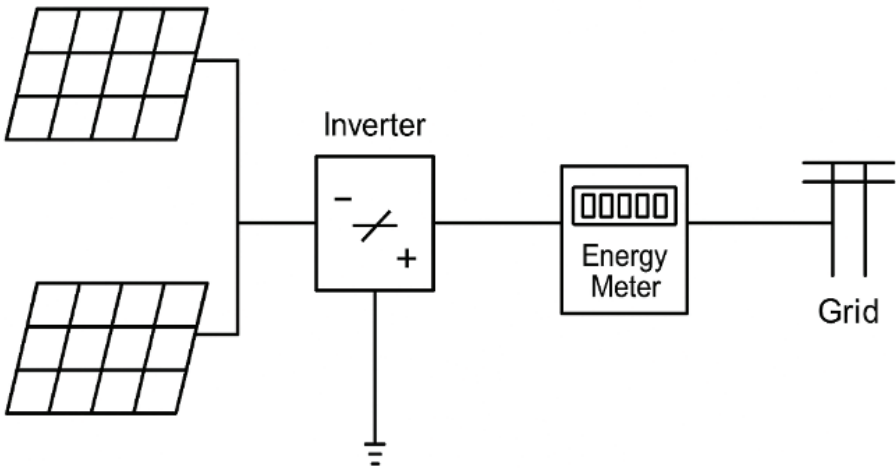 Inverter
-
+
Energy
Meter
Grid